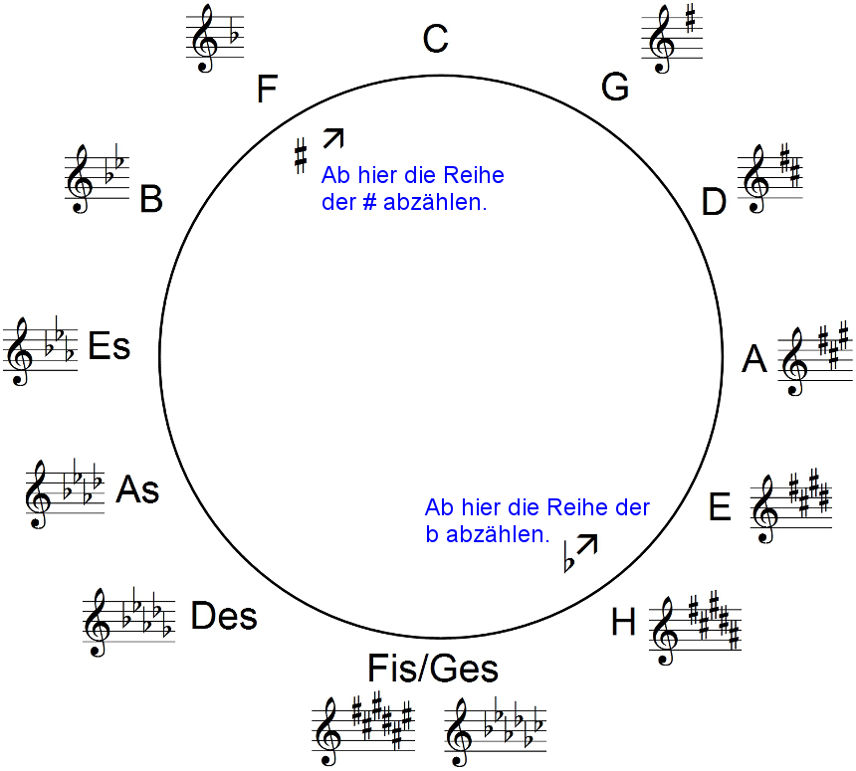 C
F
G
♯
Ab hier die Reihe
der # abzählen.
B
D
Es
A
As
Ab hier die Reihe der
b abzählen.
♭
E
Des
H
Fis/Ges